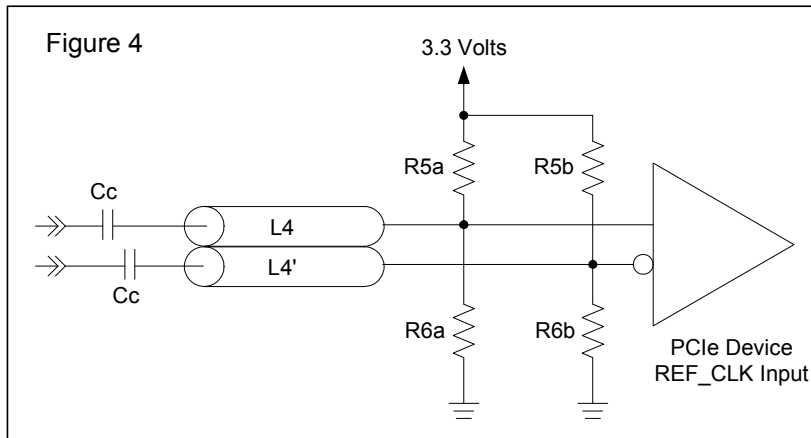 Figure 4
3.3 Volts
R5a
R5b
Cc
L4
L4'
Cc
R6a
R6b
PCIe Device
REF_CLK Input